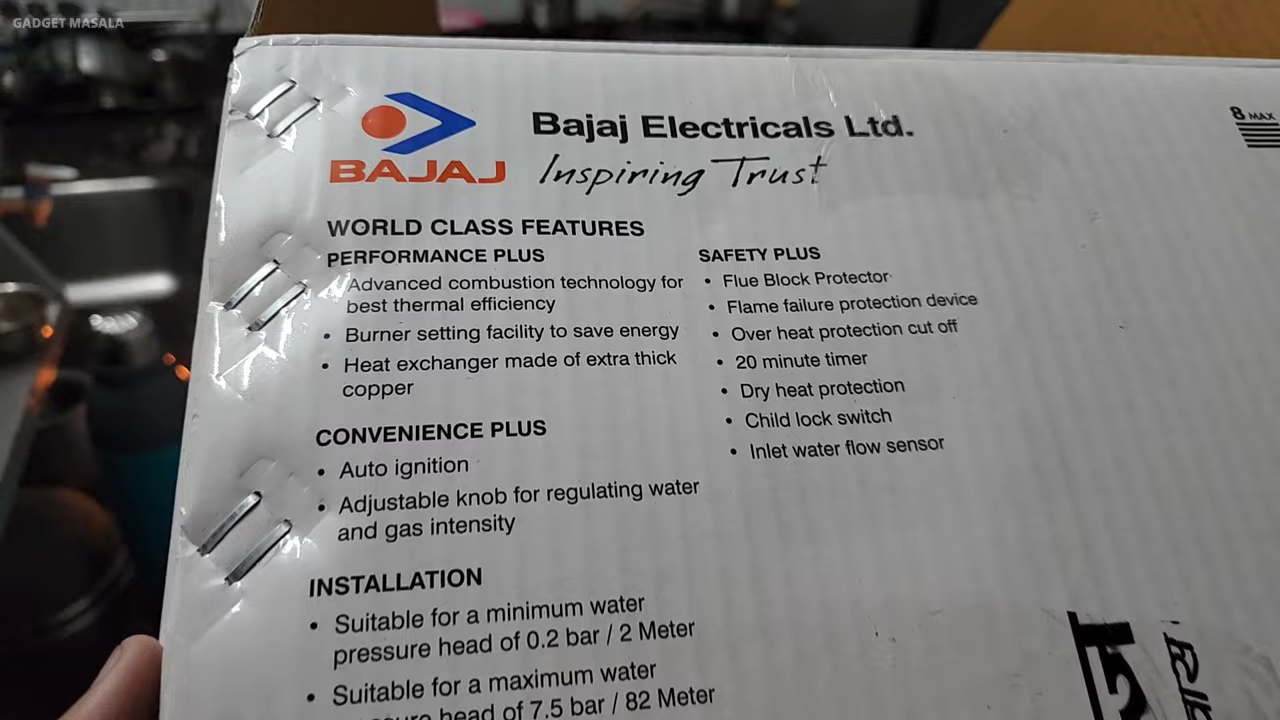 GADGET MASALA
BAJAJ
Bajaj Electricals Ltd.
Inspiring Trust
8 MAX
WORLD CLASS FEATURES
PERFORMANCE PLUS
Advanced combustion technology for
best thermal efficiency
• Burner setting facility to save energy
• Heat exchanger made of extra thick
copper
CONVENIENCE PLUS
• Auto ignition
• Adjustable knob for regulating water
and gas intensity
INSTALLATION
• Suitable for a minimum water
pressure head of 0.2 bar / 2 Meter
• Suitable for a maximum water
head of 7.5 bar / 82 Meter
SAFETY PLUS
• Flue Block Protector
• Flame failure protection device
• Over heat protection cut off
• 20 minute timer
• Dry heat protection
• Child lock switch
• Inlet water flow sensor